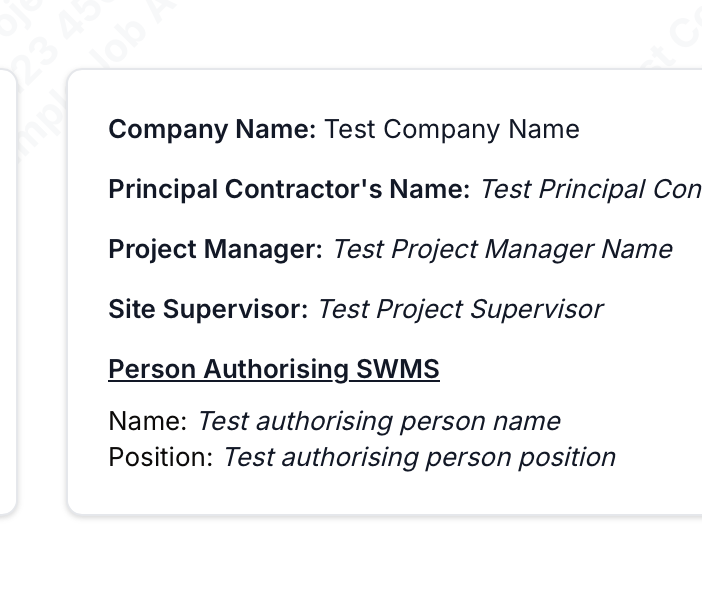 Company Name: Test Company Name
Principal Contractor's Name: Test Principal Con
Project Manager: Test Project Manager Name
Site Supervisor: Test Project Supervisor
Person Authorising SWMS
Name: Test authorising person name
Position: Test authorising person position